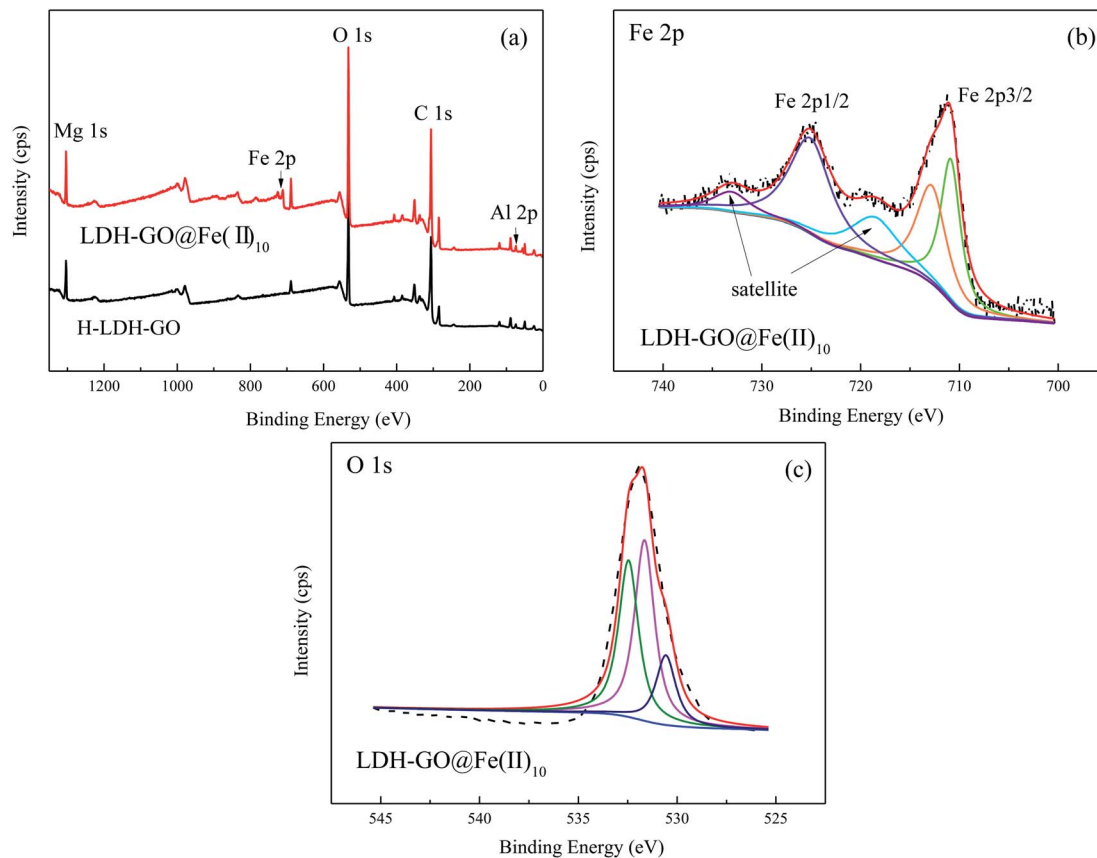 (a)
O 1s
C 1s
Mg 1s
Fe 2p
Al 2p
LDH-GO@Fe( II)₁₀
H-LDH-GO
Intensity (cps)
1200 1000 800 600 400 200 0
Binding Energy (eV)
Fe 2p
(b)
Fe 2p1/2
Fe 2p3/2
satellite
LDH-GO@Fe(II)₁₀
Intensity (cps)
740 730 720 710 700
Binding Energy (eV)
O 1s
(c)
LDH-GO@Fe(II)₁₀
Intensity (cps)
545 540 535 530 525
Binding Energy (eV)